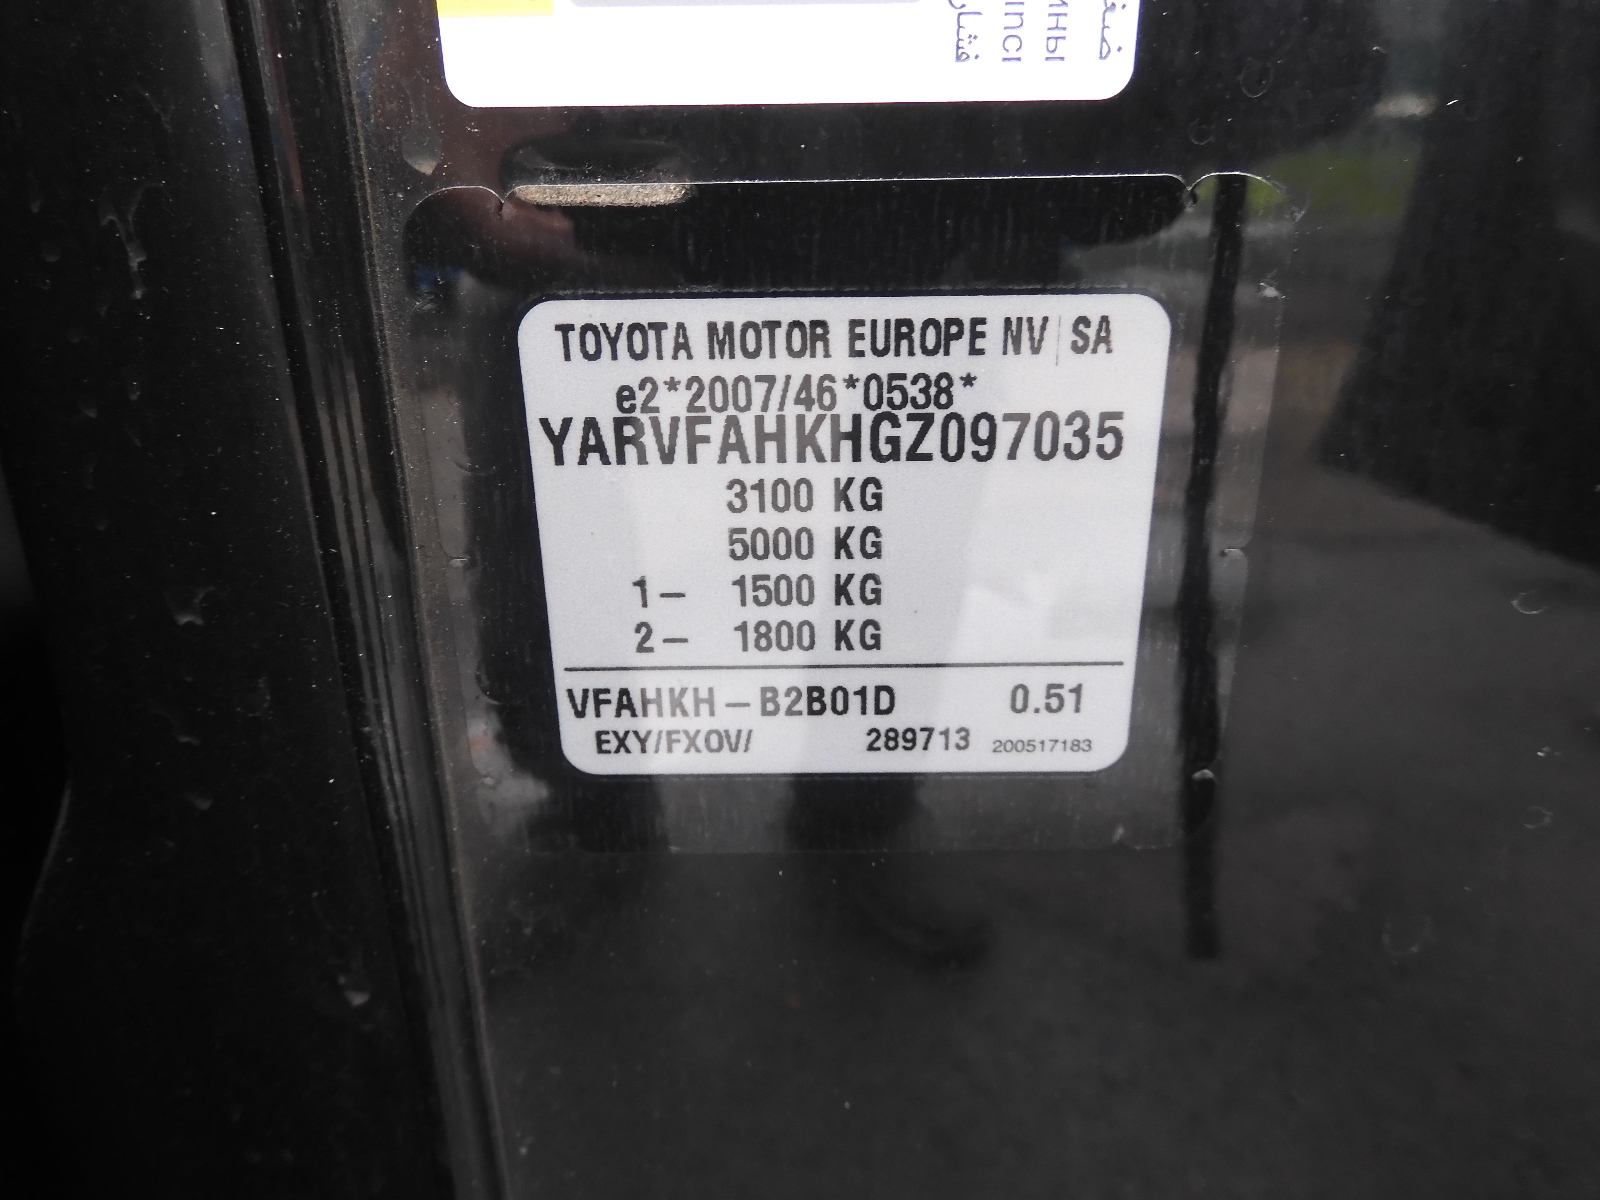 TOYOTA MOTOR EUROPE NV SA
e2*2007/46*0538*
YARVFAHKHGZ097035
3100 KG
5000 KG
1- 1500 KG
2- 1800 KG
VFAHKH-B2B01D 0.51
EXY/FXOV/ 289713 200517183